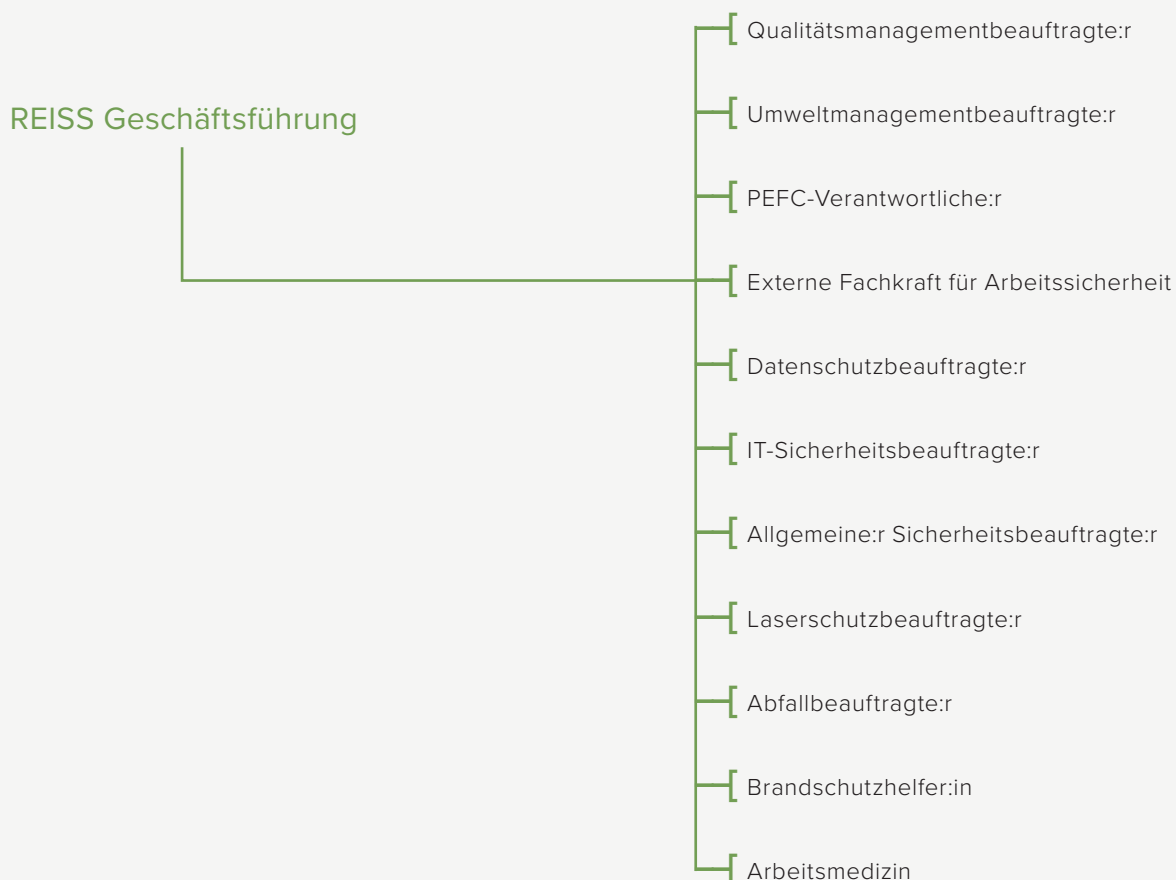 REISS Geschäftsführung
Qualitätsmanagementbeauftragte:r
Umweltmanagementbeauftragte:r
PEFC-Verantwortliche:r
Externe Fachkraft für Arbeitssicherheit
Datenschutzbeauftragte:r
IT-Sicherheitsbeauftragte:r
Allgemeine:r Sicherheitsbeauftragte:r
Laserschutzbeauftragte:r
Abfallbeauftragte:r
Brandschutzhelfer:in
Arbeitsmedizin